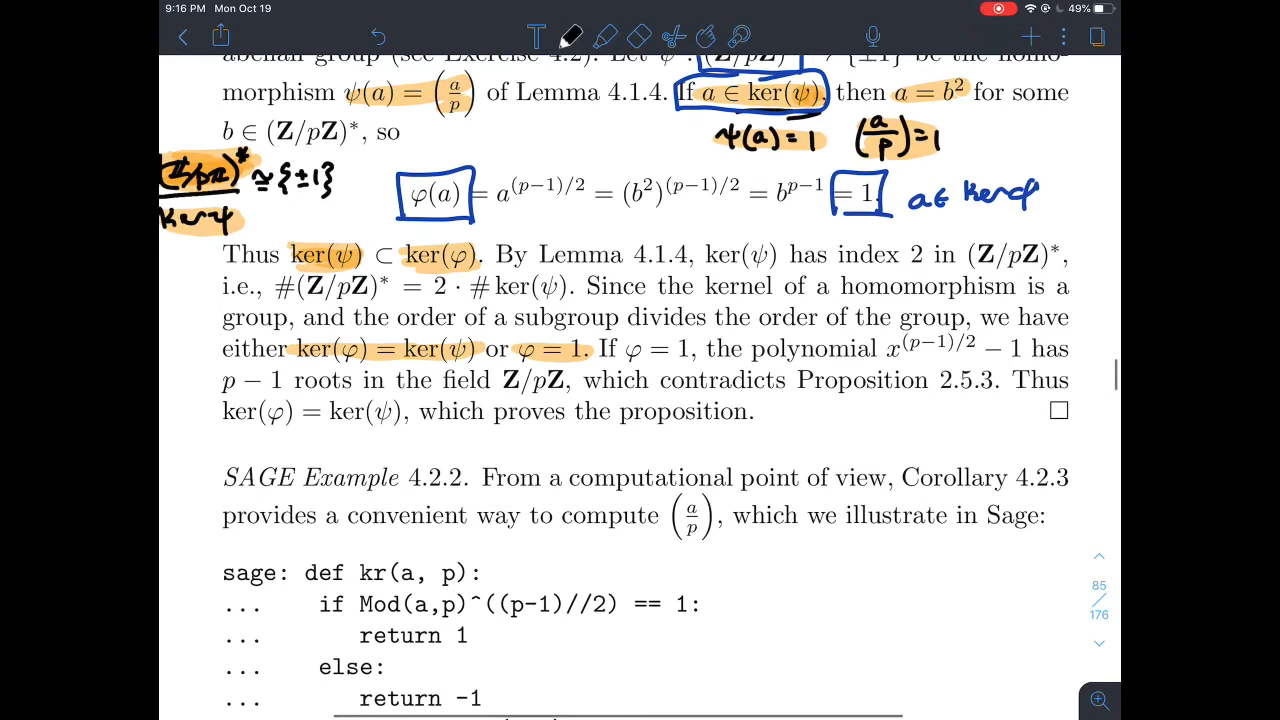 9:16 PM Mon Oct 19
49%
abelian group (see Exercise 4.2). Let φ : (Z/pZ)* → {±1} be the homo-
morphism ψ(a) = (a/p) of Lemma 4.1.4. If a ∈ ker(ψ), then a = b² for some
b ∈ (Z/pZ)*, so
ψ(a) = 1 (a/p) = 1
(Z/pZ)*/ker ψ ≅ {±1}
φ(a) = a^{(p−1)/2} = (b²)^{(p−1)/2} = b^{p−1} = 1.
a ∈ ker φ
Thus ker(ψ) ⊂ ker(φ). By Lemma 4.1.4, ker(ψ) has index 2 in (Z/pZ)*,
i.e., #(Z/pZ)* = 2 · # ker(ψ). Since the kernel of a homomorphism is a
group, and the order of a subgroup divides the order of the group, we have
either ker(φ) = ker(ψ) or φ = 1. If φ = 1, the polynomial x^{(p−1)/2} − 1 has
p − 1 roots in the field Z/pZ, which contradicts Proposition 2.5.3. Thus
ker(φ) = ker(ψ), which proves the proposition. □
SAGE Example 4.2.2. From a computational point of view, Corollary 4.2.3
provides a convenient way to compute (a/p), which we illustrate in Sage:
sage: def kr(a, p):
... if Mod(a,p)^((p-1)//2) == 1:
... return 1
... else:
... return -1
85
176